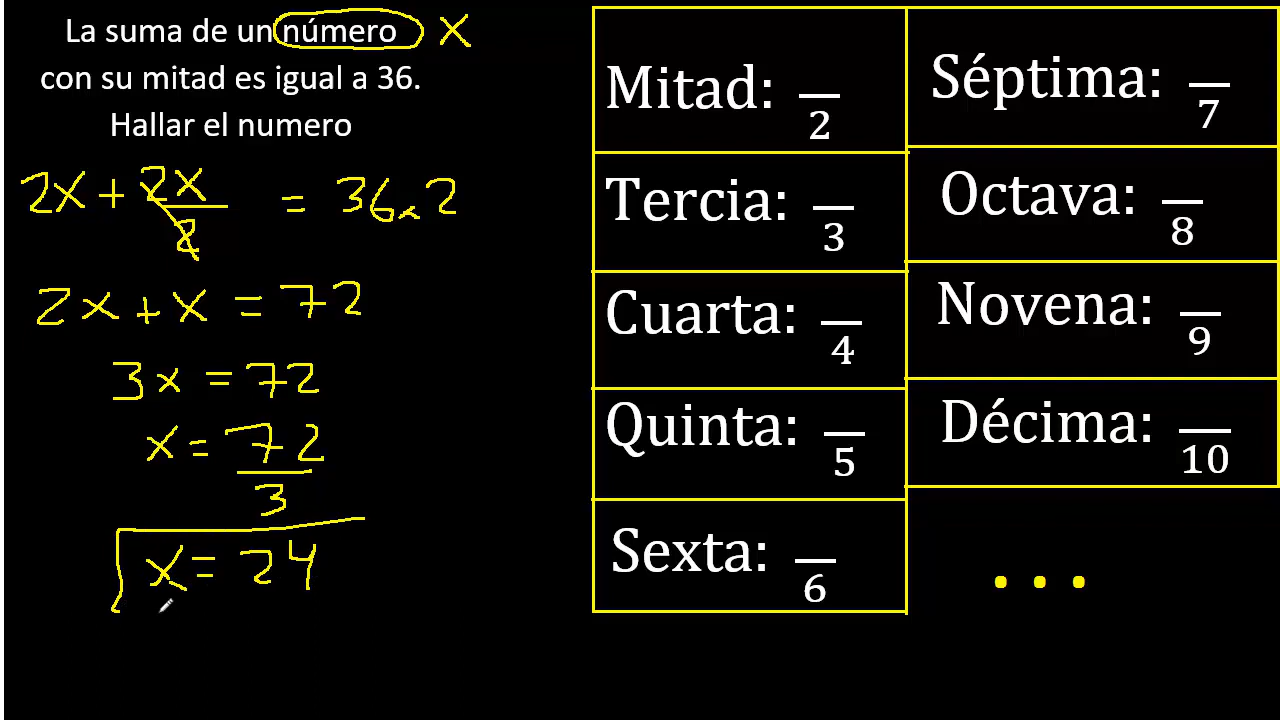 La suma de un número x
con su mitad es igual a 36.
Hallar el numero
2x + 2x/2 = 36 x 2
2x + x = 72
3x = 72
x = 72/3
x = 24
Mitad: —/2
Tercia: —/3
Cuarta: —/4
Quinta: —/5
Sexta: —/6
Séptima: —/7
Octava: —/8
Novena: —/9
Décima: —/10
...